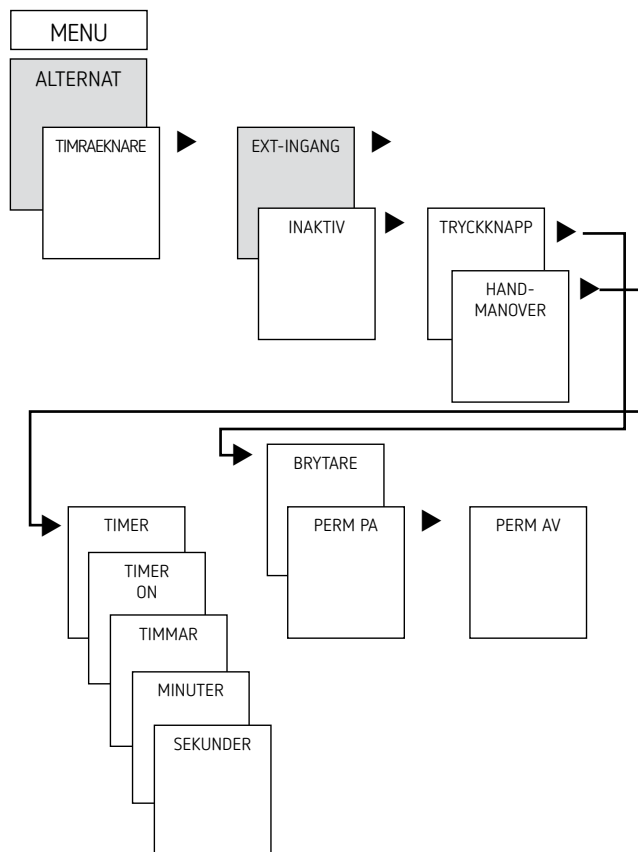 MENU
ALTERNAT
TIMRAEKNARE
EXT-INGANG
INAKTIV
TRYCKKNAPP
HAND-
MANOVER
BRYTARE
PERM PA
PERM AV
TIMER
TIMER
ON
TIMMAR
MINUTER
SEKUNDER